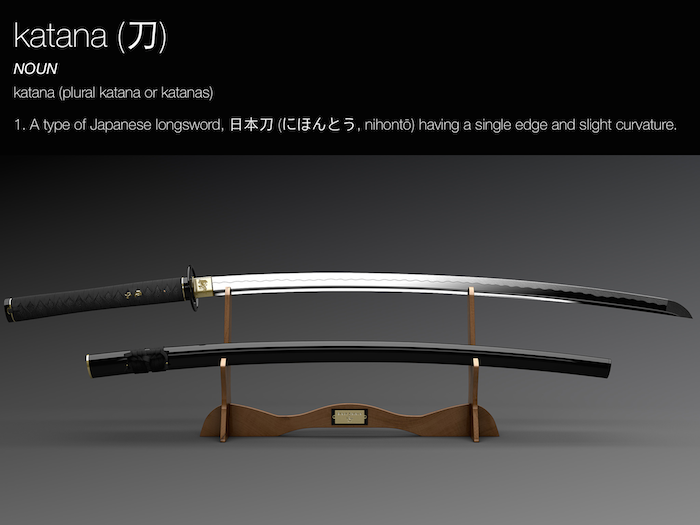 katana (刀)
NOUN
katana (plural katana or katanas)
1. A type of Japanese longsword, 日本刀 (にほんとう, nihontō) having a single edge and slight curvature.